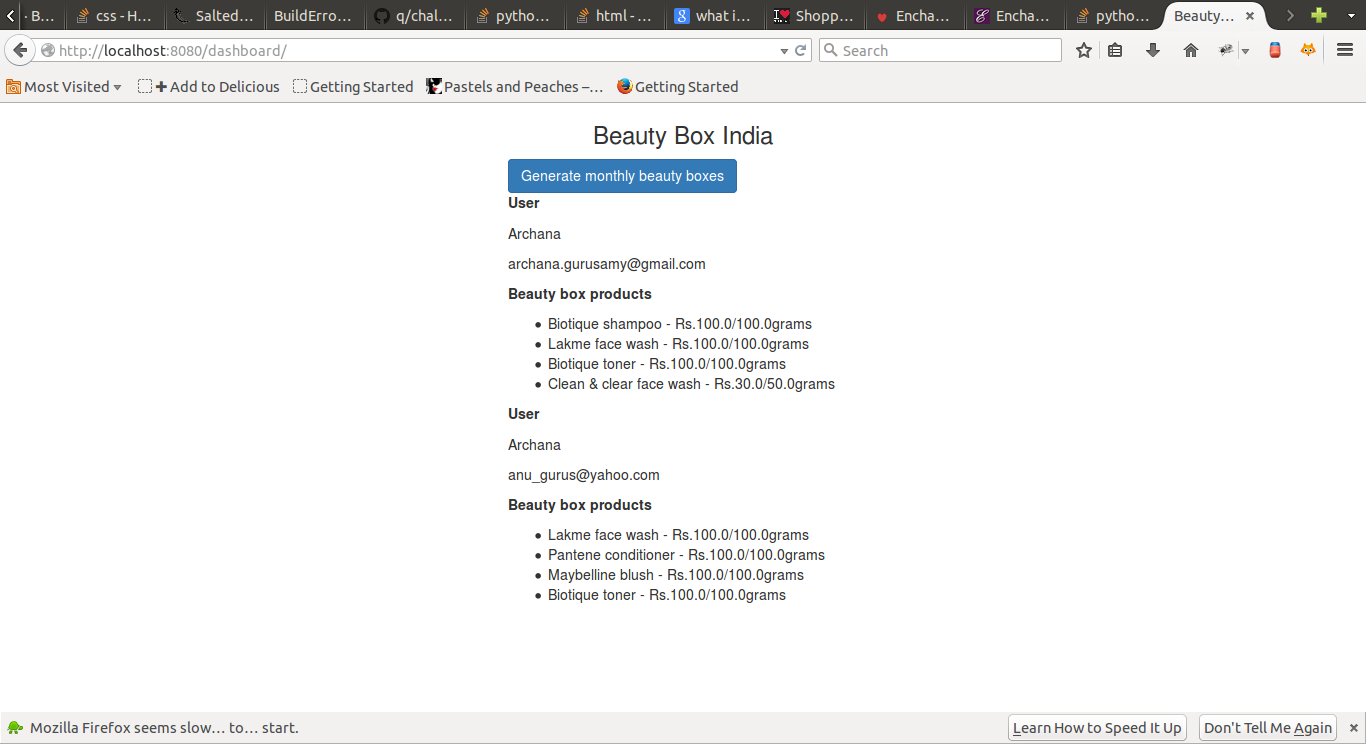 · B…
css - H…
Salted…
BuildErro…
q/chal…
pytho…
html - …
what i…
Shopp…
Encha…
Encha…
pytho…
Beauty…
http://localhost:8080/dashboard/
Search
Most Visited
Add to Delicious
Getting Started
Pastels and Peaches –…
Getting Started
Beauty Box India
Generate monthly beauty boxes
User
Archana
archana.gurusamy@gmail.com
Beauty box products
• Biotique shampoo - Rs.100.0/100.0grams
• Lakme face wash - Rs.100.0/100.0grams
• Biotique toner - Rs.100.0/100.0grams
• Clean & clear face wash - Rs.30.0/50.0grams
User
Archana
anu_gurus@yahoo.com
Beauty box products
• Lakme face wash - Rs.100.0/100.0grams
• Pantene conditioner - Rs.100.0/100.0grams
• Maybelline blush - Rs.100.0/100.0grams
• Biotique toner - Rs.100.0/100.0grams
Mozilla Firefox seems slow… to… start.
Learn How to Speed It Up
Don't Tell Me Again